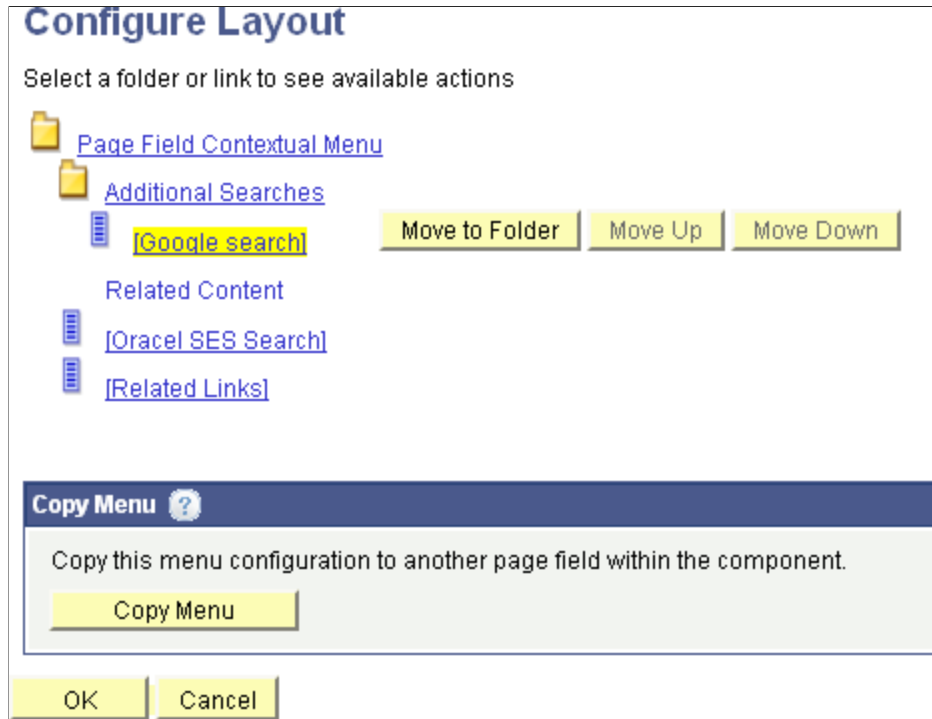 Configure Layout
Select a folder or link to see available actions
Page Field Contextual Menu
Additional Searches
[Google search] Move to Folder Move Up Move Down
Related Content
[Oracel SES Search]
[Related Links]
Copy Menu ?
Copy this menu configuration to another page field within the component.
Copy Menu
OK Cancel